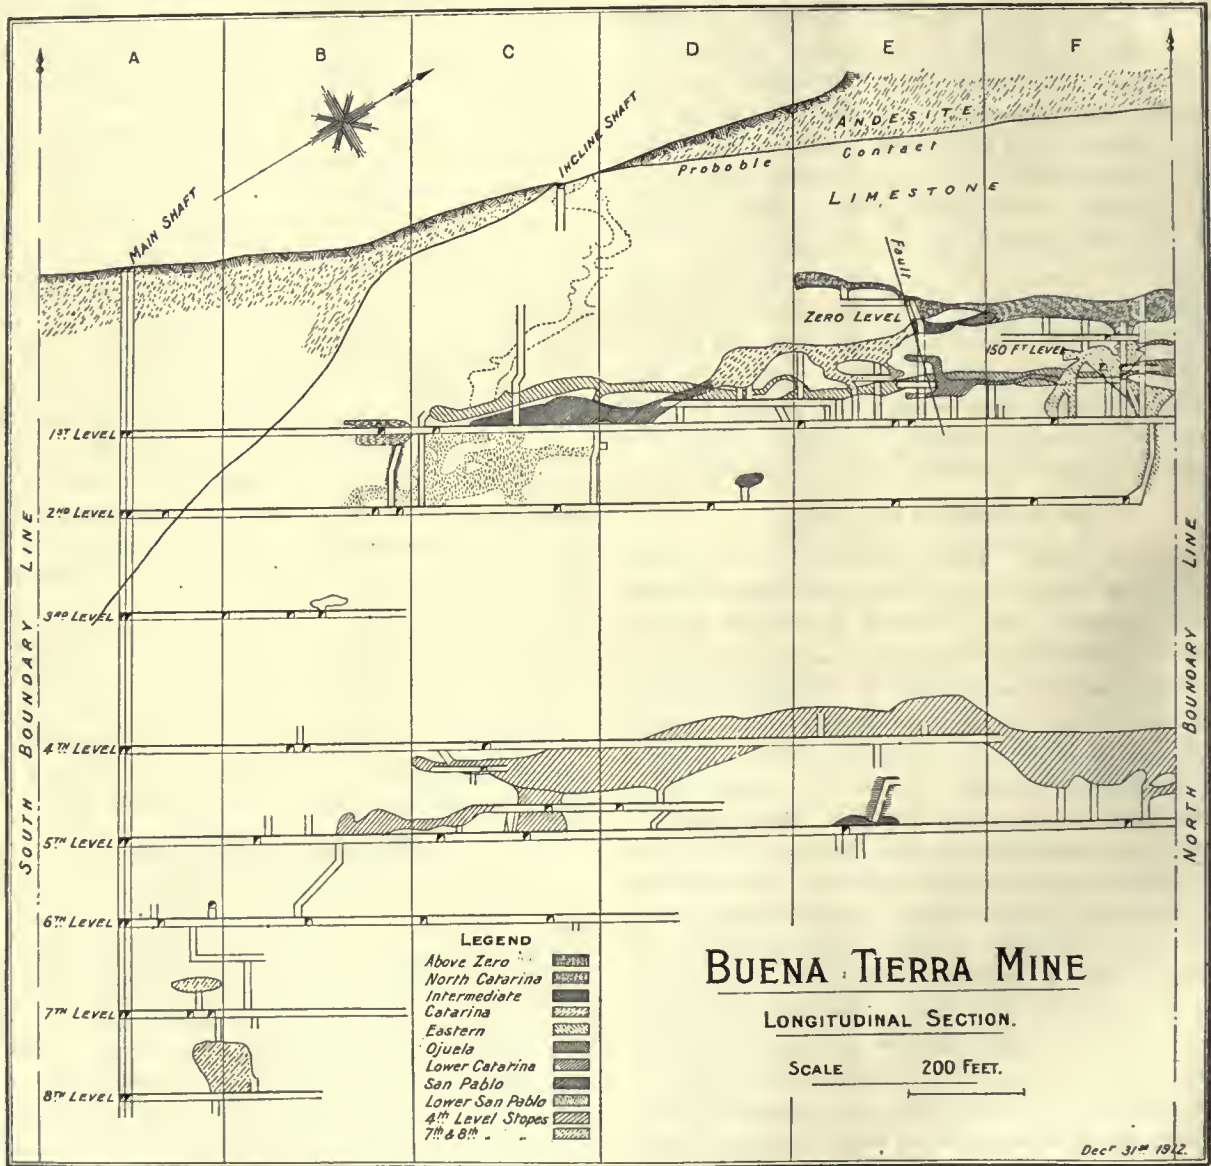 A B C D E F
ANDESITE
Probable Contact
LIMESTONE
INCLINE SHAFT
MAIN SHAFT
Fault
ZERO LEVEL
150 FT LEVEL
1ST LEVEL
2ND LEVEL
3RD LEVEL
4TH LEVEL
5TH LEVEL
6TH LEVEL
7TH LEVEL
8TH LEVEL
SOUTH BOUNDARY LINE
NORTH BOUNDARY LINE
LEGEND
Above Zero
North Catarina
Intermediate
Catarina
Eastern
Ojuela
Lower Catarina
San Pablo
Lower San Pablo
4th Level Stopes
7th & 8th " "
BUENA TIERRA MINE
LONGITUDINAL SECTION.
SCALE 200 FEET.
Decr 31st 1912.